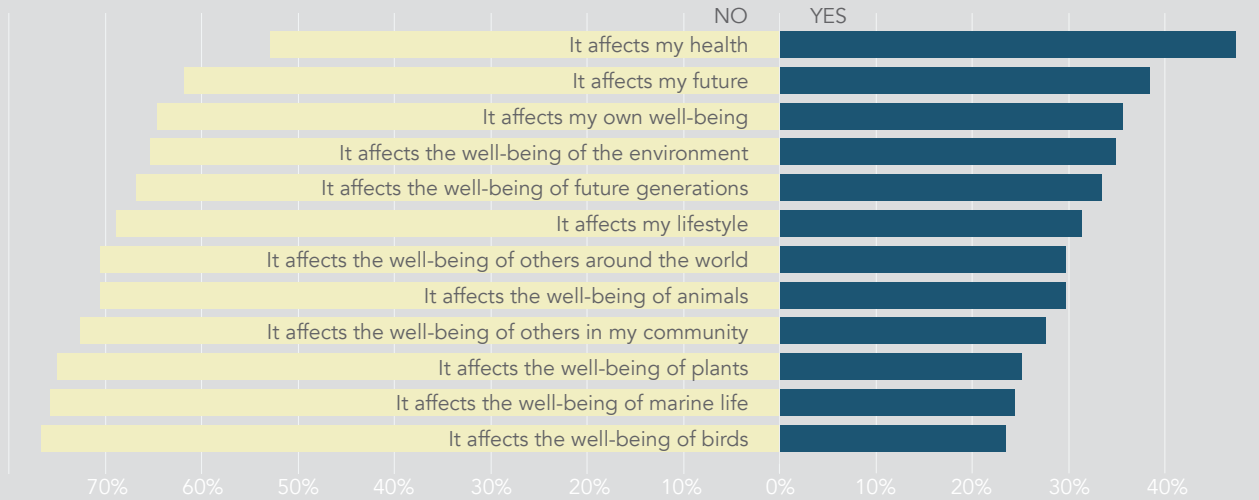 NO YES
It affects my health
It affects my future
It affects my own well-being
It affects the well-being of the environment
It affects the well-being of future generations
It affects my lifestyle
It affects the well-being of others around the world
It affects the well-being of animals
It affects the well-being of others in my community
It affects the well-being of plants
It affects the well-being of marine life
It affects the well-being of birds
70% 60% 50% 40% 30% 20% 10% 0% 10% 20% 30% 40%